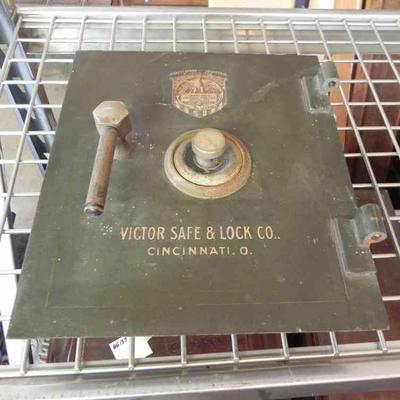 VICTOR SAFE & LOCK CO..
CINCINNATI. O.